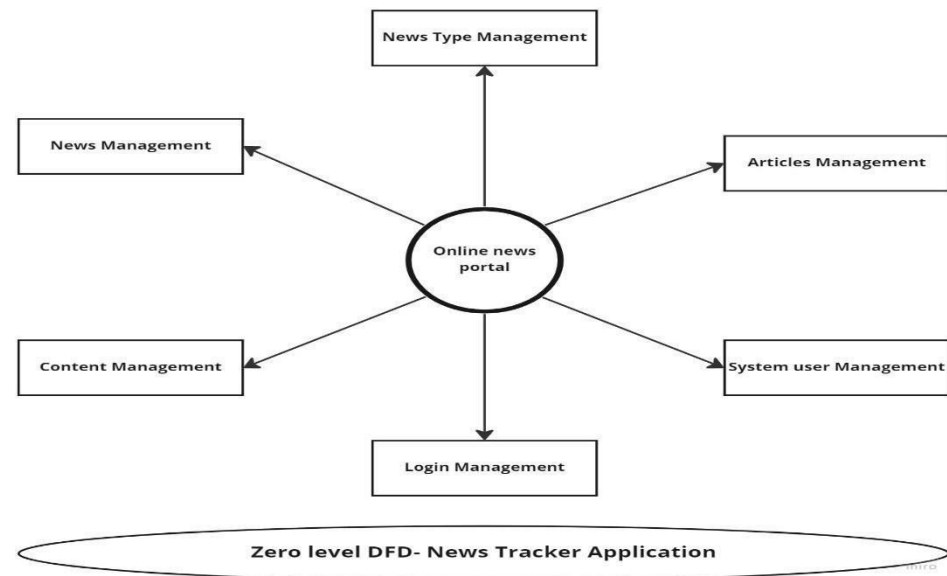 News Type Management
News Management
Articles Management
Online news
portal
Content Management
System user Management
Login Management
Zero level DFD- News Tracker Application
miro